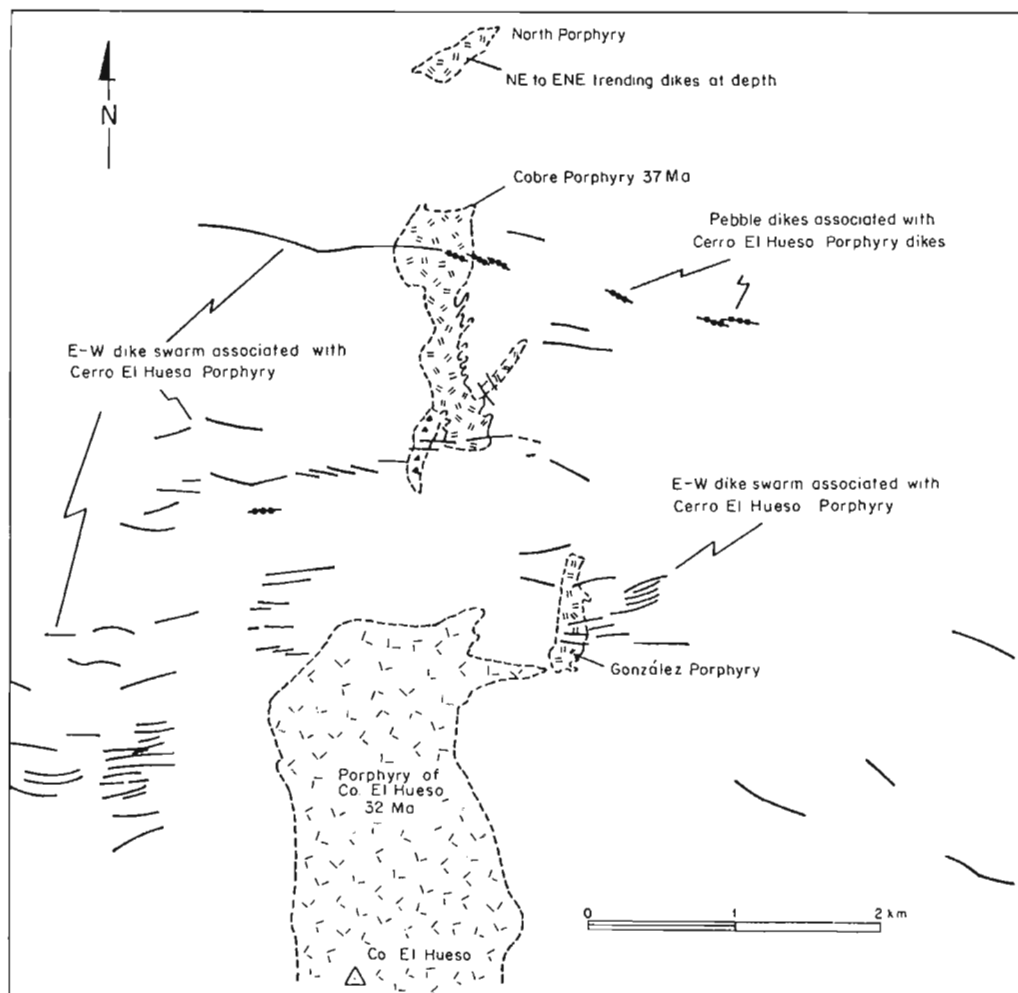 North Porphyry
NE to ENE trending dikes at depth
N
Cobre Porphyry 37 Ma
Pebble dikes associated with
Cerro El Hueso Porphyry dikes
E-W dike swarm associated with
Cerro El Huesa Porphyry
E-W dike swarm associated with
Cerro El Hueso Porphyry
González Porphyry
Porphyry of
Co. El Hueso
32 Ma
0 1 2 km
Co El Hueso